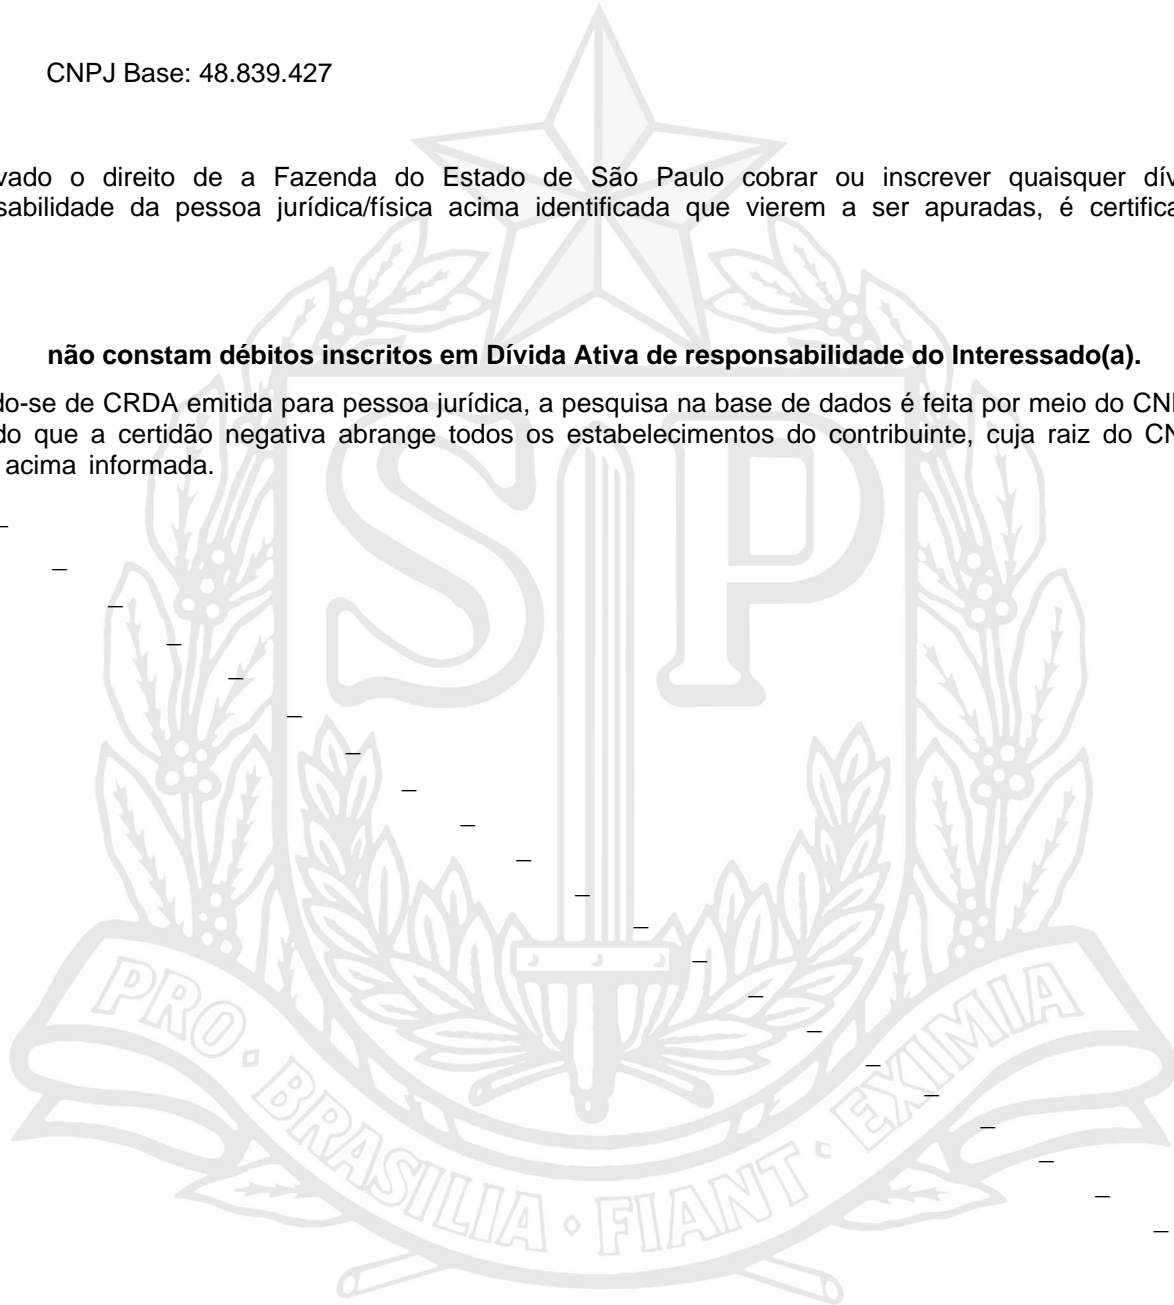 CNPJ Base: 48.839.427
vado o direito de a Fazenda do Estado de São Paulo cobrar ou inscrever quaisquer dív
sabilidade da pessoa jurídica/física acima identificada que vierem a ser apuradas, é certifica
não constam débitos inscritos em Dívida Ativa de responsabilidade do Interessado(a).
do-se de CRDA emitida para pessoa jurídica, a pesquisa na base de dados é feita por meio do CN
do que a certidão negativa abrange todos os estabelecimentos do contribuinte, cuja raiz do CN
acima informada.
SP
PRO · BRASILIA · FIANT · EXIMIA